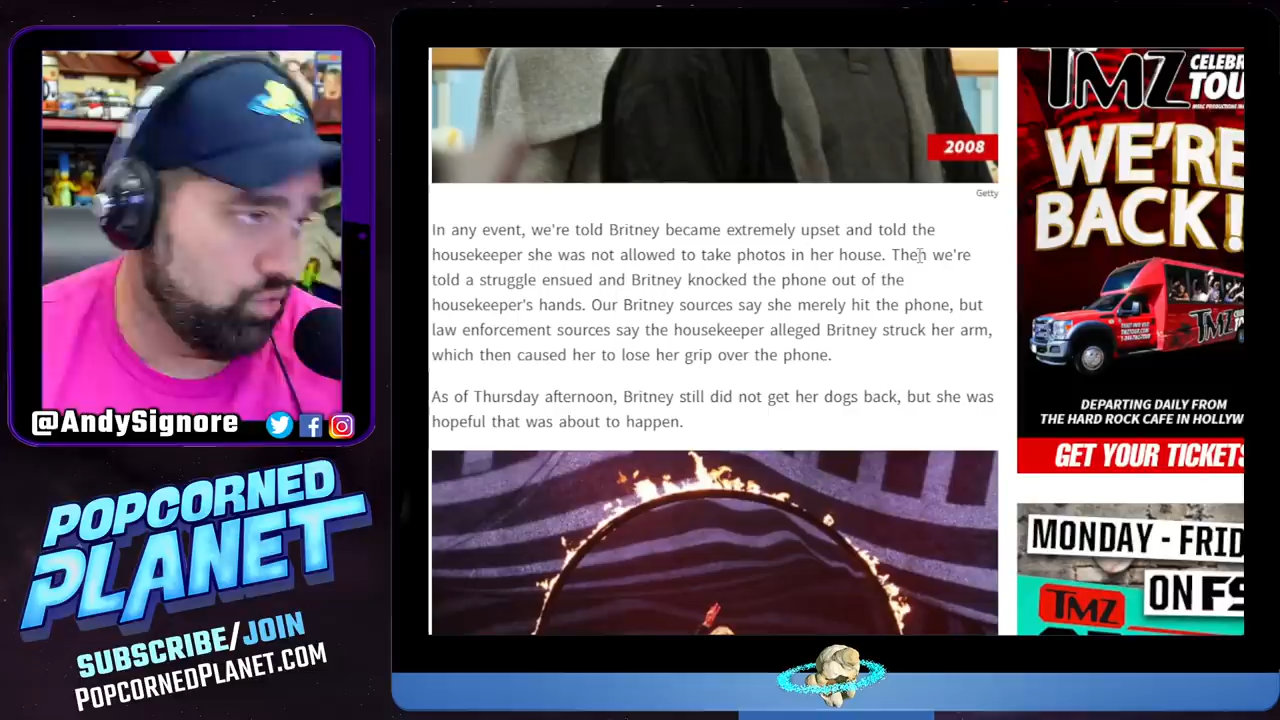 @AndySignore
POPCORNED
PLANET
SUBSCRIBE/JOIN
POPCORNEDPLANET.COM
2008
Getty
In any event, we're told Britney became extremely upset and told the
housekeeper she was not allowed to take photos in her house. Then we're
told a struggle ensued and Britney knocked the phone out of the
housekeeper's hands. Our Britney sources say she merely hit the phone, but
law enforcement sources say the housekeeper alleged Britney struck her arm,
which then caused her to lose her grip over the phone.
As of Thursday afternoon, Britney still did not get her dogs back, but she was
hopeful that was about to happen.
TMZ
CELEBR
TOU
WE'RE
BACK!
TMZ
DEPARTING DAILY FROM
THE HARD ROCK CAFE IN HOLLYW
GET YOUR TICKETS
MONDAY - FRID
ON FS
TMZ